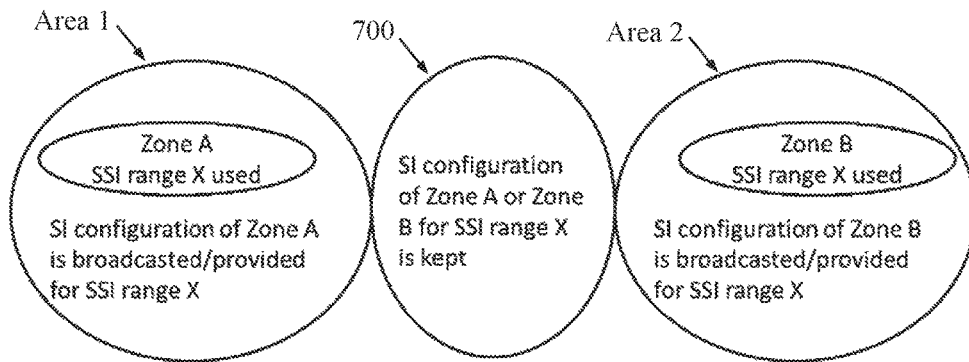 Area 1
700
Area 2
Zone A
SSI range X used
SI configuration of Zone A
is broadcasted/provided
for SSI range X
SI configuration
of Zone A or Zone
B for SSI range X
is kept
Zone B
SSI range X used
SI configuration of Zone B
is broadcasted/provided
for SSI range X